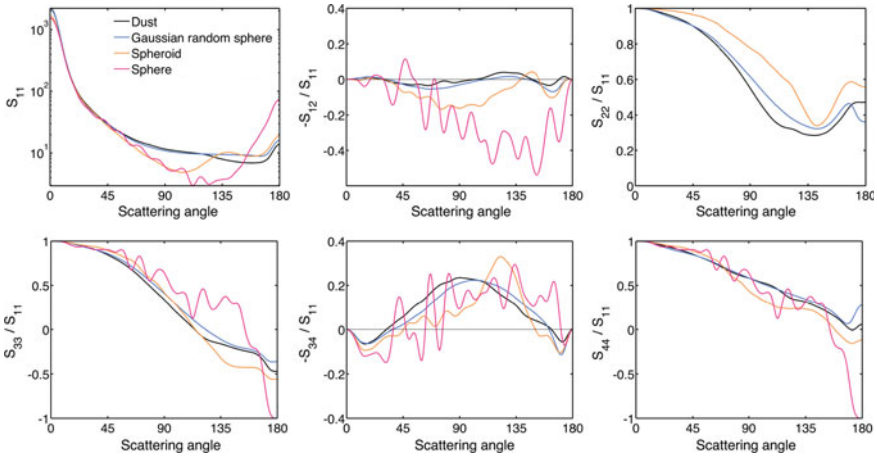 10³
10²
10¹
S₁₁
0 45 90 135 180
Scattering angle
Dust
Gaussian random sphere
Spheroid
Sphere
0.4
0.2
0
-0.2
-0.4
-S₁₂ / S₁₁
0 45 90 135 180
Scattering angle
1
0.8
0.6
0.4
0.2
0
S₂₂ / S₁₁
0 45 90 135 180
Scattering angle
1
0.5
0
-0.5
-1
S₃₃ / S₁₁
0 45 90 135 180
Scattering angle
0.4
0.2
0
-0.2
-0.4
-S₃₄ / S₁₁
0 45 90 135 180
Scattering angle
1
0.5
0
-0.5
-1
S₄₄ / S₁₁
0 45 90 135 180
Scattering angle